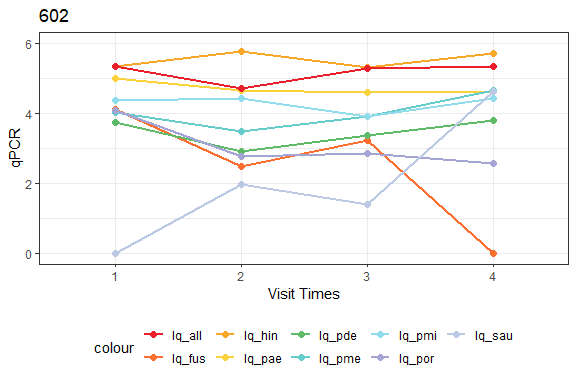 602
6
4
2
0
qPCR
1 2 3 4
Visit Times
colour
lq_all lq_hin lq_pde lq_pmi lq_sau
lq_fus lq_pae lq_pme lq_por